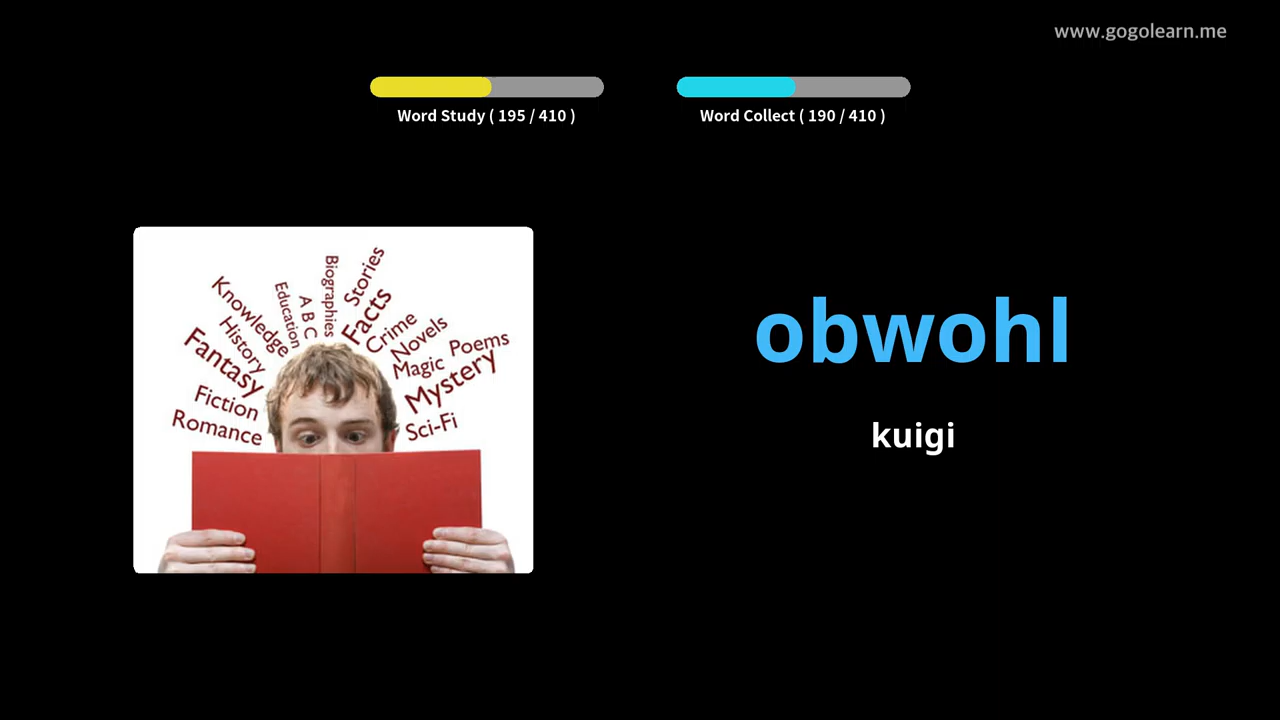 www.gogolearn.me
Word Study ( 195 / 410 )
Word Collect ( 190 / 410 )
Biographies
Stories
Education
A B C
Facts
Knowledge
Crime
History
Novels
Poems
Fantasy
Magic
Mystery
Fiction
Romance
Sci-Fi
obwohl
kuigi